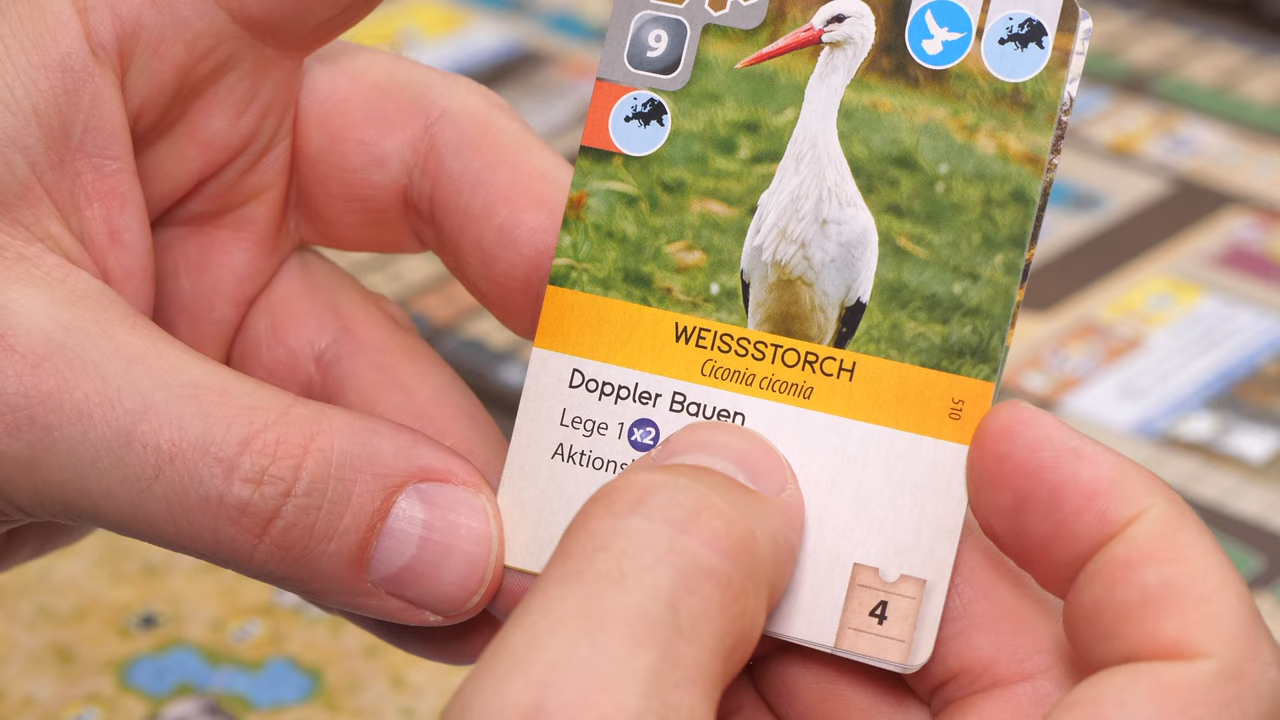 9
WEISSSTORCH
Ciconia ciconia
510
Doppler Bauen
Lege 1 x2
4